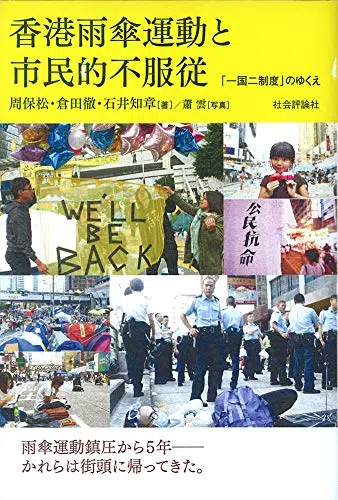 香港雨傘運動と
市民的不服従
「一国二制度」のゆくえ
周保松・倉田徹・石井知章[著]／蕭雲[写真]
社会評論社
WE'LL
BE
BACK
公民抗命
雨傘運動鎮圧から5年――
かれらは街頭に帰ってきた。